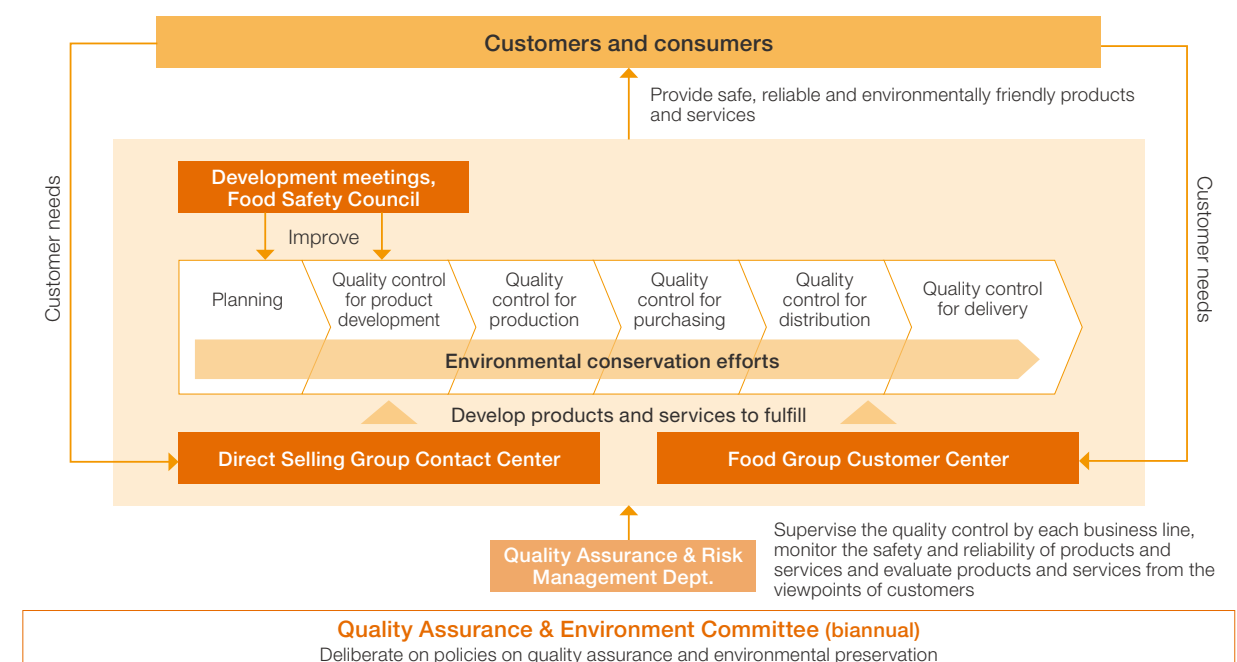 Customers and consumers
Provide safe, reliable and environmentally friendly products
and services
Customer needs
Customer needs
Development meetings,
Food Safety Council
Improve
Planning
Quality control
for product
development
Quality
control for
production
Quality
control for
purchasing
Quality
control for
distribution
Quality control
for delivery
Environmental conservation efforts
Develop products and services to fulfill
Direct Selling Group Contact Center
Food Group Customer Center
Quality Assurance & Risk
Management Dept.
Supervise the quality control by each business line,
monitor the safety and reliability of products and
services and evaluate products and services from the
viewpoints of customers
Quality Assurance & Environment Committee (biannual)
Deliberate on policies on quality assurance and environmental preservation